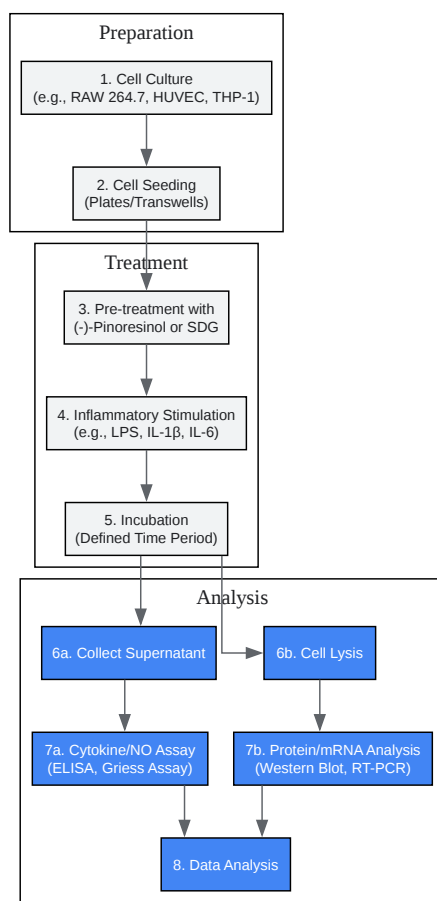 Preparation
1. Cell Culture
(e.g., RAW 264.7, HUVEC, THP-1)
2. Cell Seeding
(Plates/Transwells)
Treatment
3. Pre-treatment with
(-)-Pinoresinol or SDG
4. Inflammatory Stimulation
(e.g., LPS, IL-1β, IL-6)
5. Incubation
(Defined Time Period)
Analysis
6a. Collect Supernatant
6b. Cell Lysis
7a. Cytokine/NO Assay
(ELISA, Griess Assay)
7b. Protein/mRNA Analysis
(Western Blot, RT-PCR)
8. Data Analysis